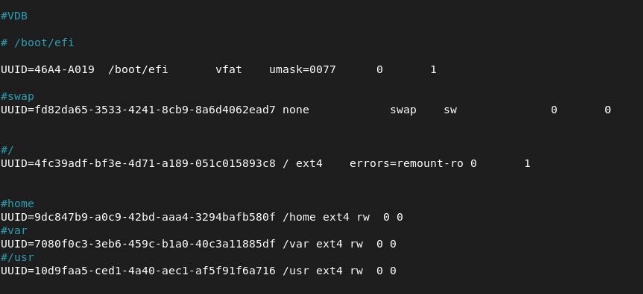 #VDB
# /boot/efi
UUID=46A4-A019  /boot/efi       vfat    umask=0077      0       1
#swap
UUID=fd82da65-3533-4241-8cb9-8a6d4062ead7 none            swap    sw              0       0
#/
UUID=4fc39adf-bf3e-4d71-a189-051c015893c8 / ext4    errors=remount-ro 0       1
#home
UUID=9dc847b9-a0c9-42bd-aaa4-3294bafb580f /home ext4 rw  0 0
#var
UUID=7080f0c3-3eb6-459c-b1a0-40c3a11885df /var ext4 rw  0 0
#/usr
UUID=10d9faa5-ced1-4a40-aec1-af5f91f6a716 /usr ext4 rw  0 0